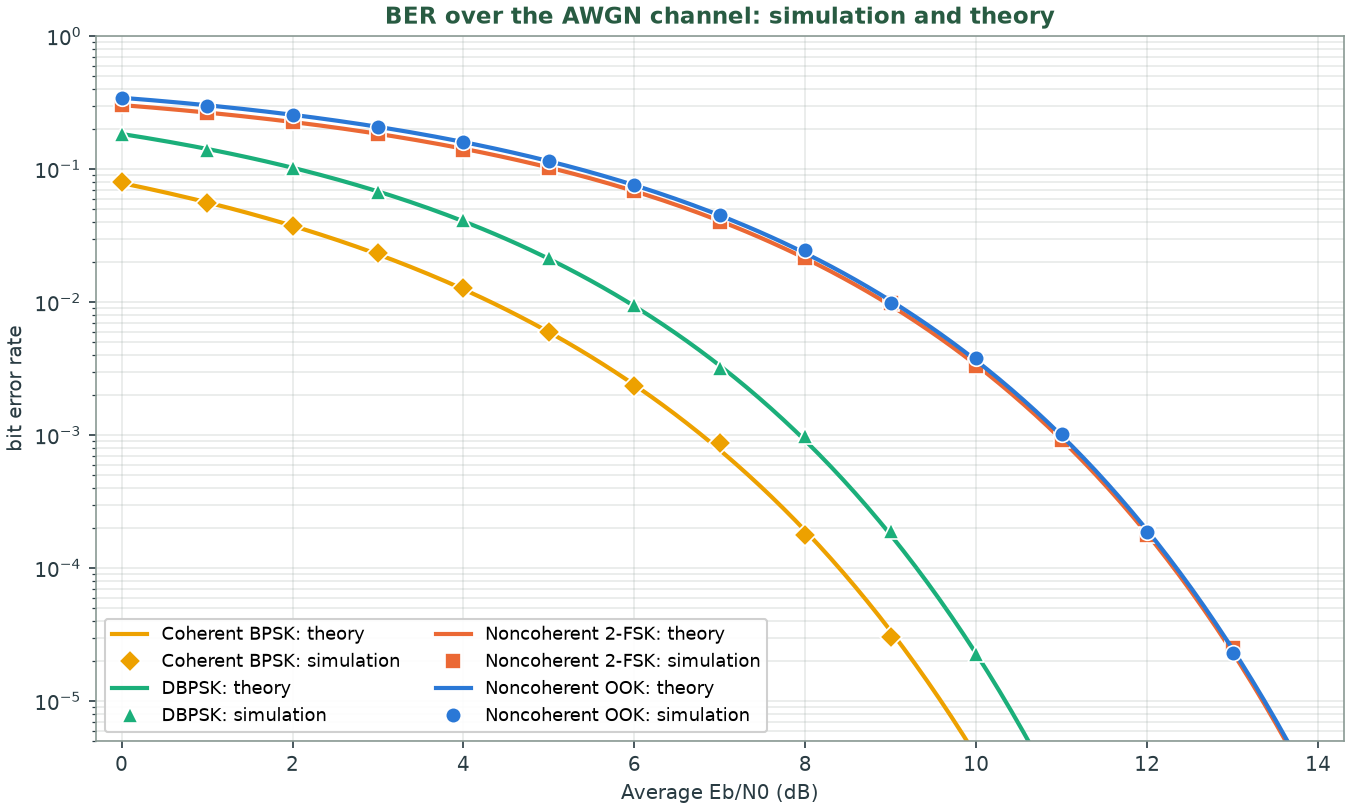 BER over the AWGN channel: simulation and theory
bit error rate
10⁰
10⁻¹
10⁻²
10⁻³
10⁻⁴
10⁻⁵
Coherent BPSK: theory
Coherent BPSK: simulation
DBPSK: theory
DBPSK: simulation
Noncoherent 2-FSK: theory
Noncoherent 2-FSK: simulation
Noncoherent OOK: theory
Noncoherent OOK: simulation
0 2 4 6 8 10 12 14
Average Eb/N0 (dB)